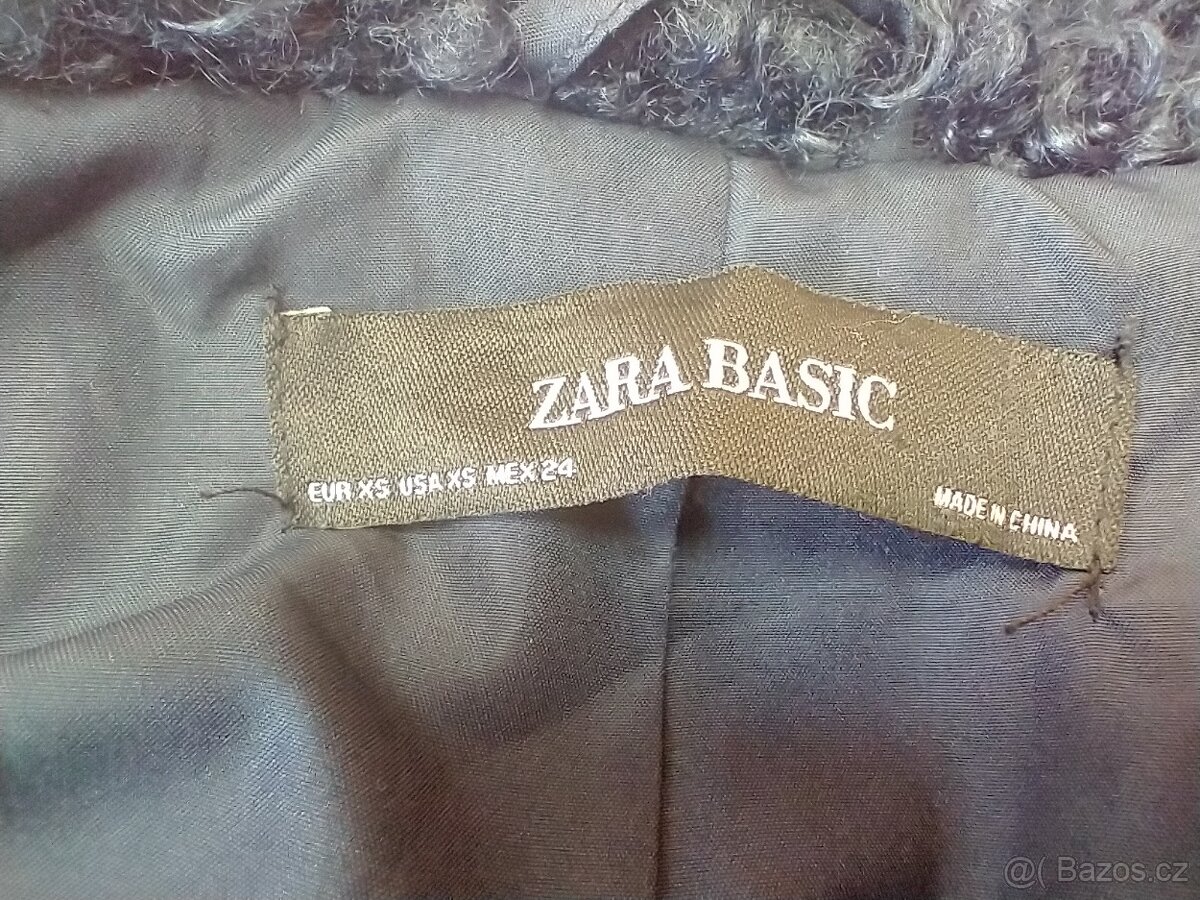 ZARA BASIC
EUR XS USA XS MEX 24
MADE IN CHINA
@( Bazos.cz